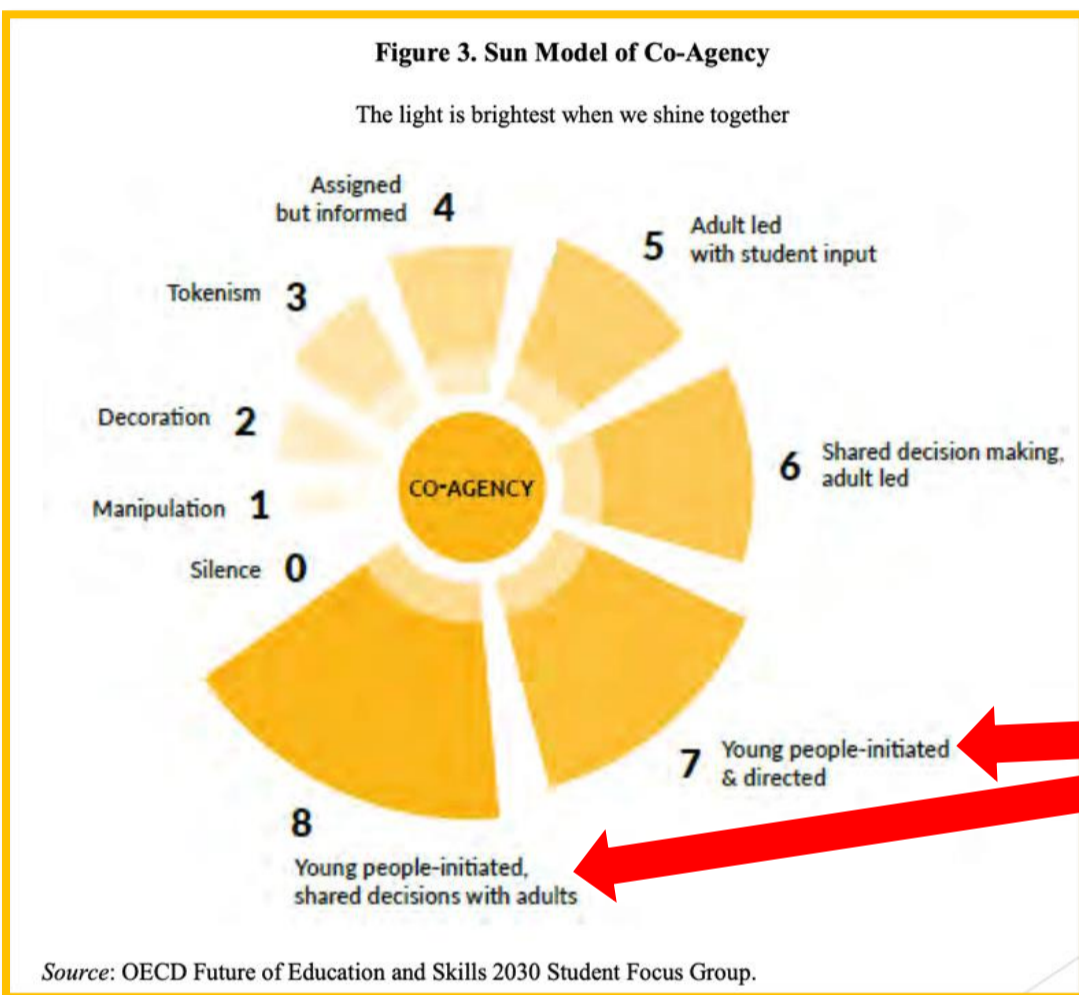 Figure 3. Sun Model of Co-Agency
The light is brightest when we shine together
Assigned
but informed 4
5 Adult led
with student input
Tokenism 3
Decoration 2
6 Shared decision making,
adult led
CO-AGENCY
Manipulation 1
Silence 0
7 Young people-initiated
& directed
8
Young people-initiated,
shared decisions with adults
Source: OECD Future of Education and Skills 2030 Student Focus Group.